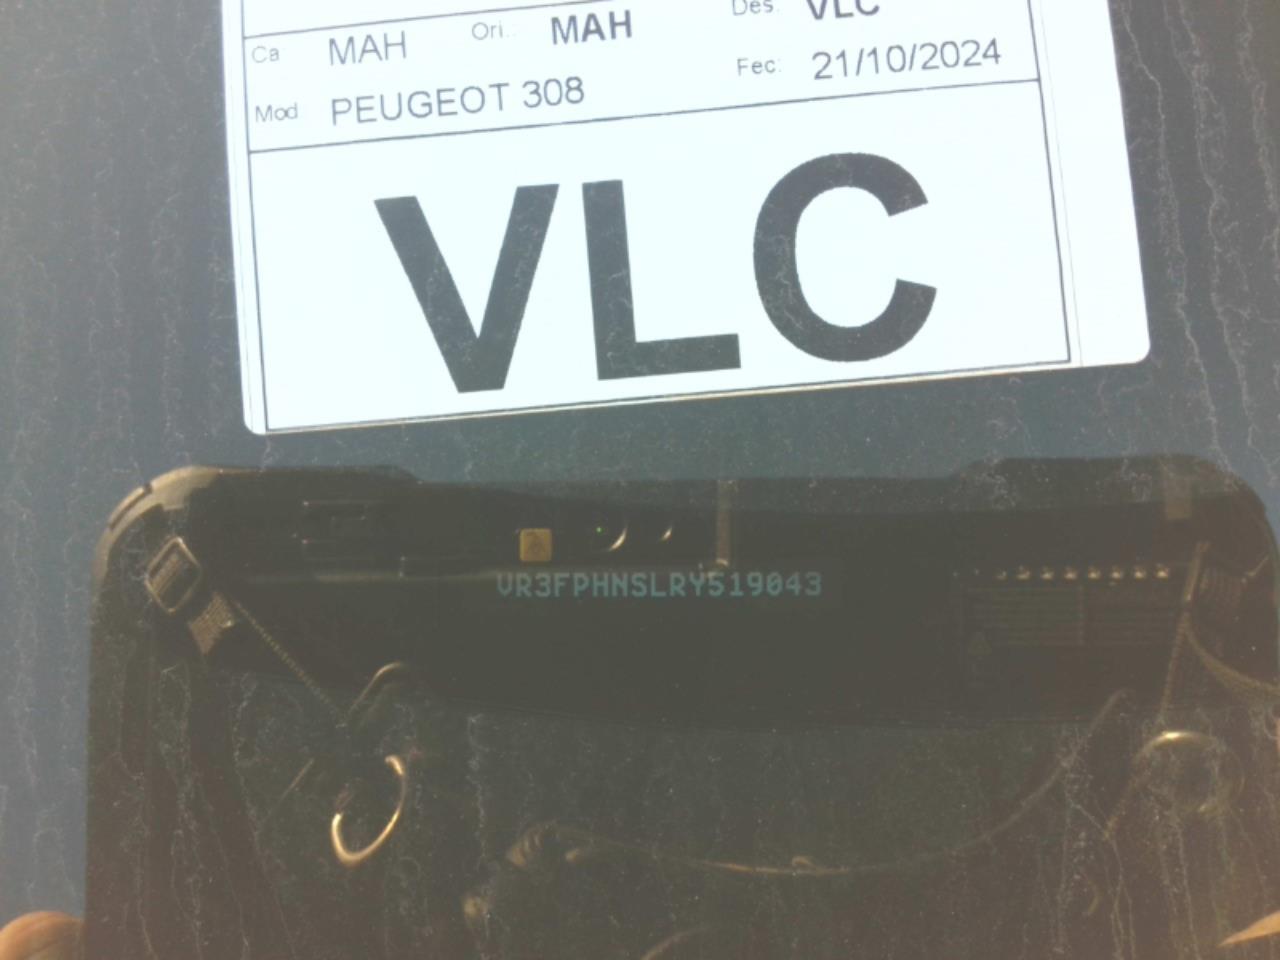 Ca MAH Ori.: MAH Des: VLC
Mod PEUGEOT 308 Fec: 21/10/2024
VLC
VR3FPHNSLRY519043